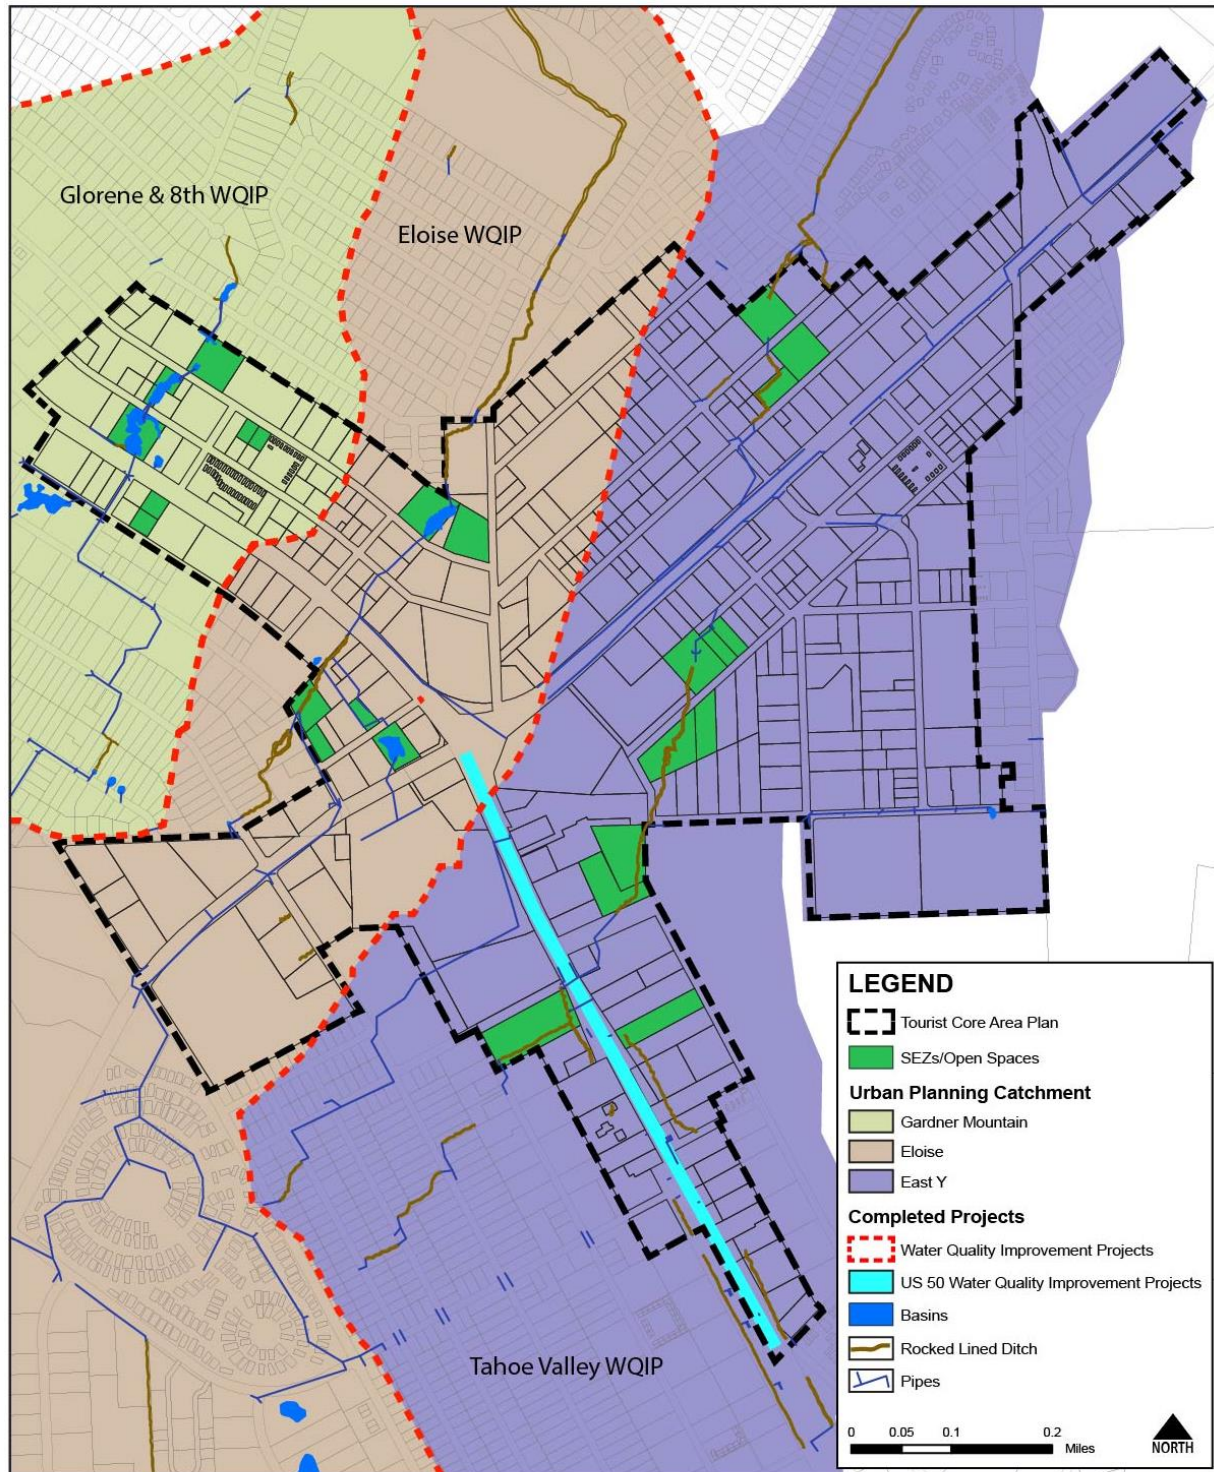 Glorene & 8th WQIP
Eloise WQIP
Tahoe Valley WQIP
LEGEND
Tourist Core Area Plan
SEZs/Open Spaces
Urban Planning Catchment
Gardner Mountain
Eloise
East Y
Completed Projects
Water Quality Improvement Projects
US 50 Water Quality Improvement Projects
Basins
Rocked Lined Ditch
Pipes
0 0.05 0.1 0.2
Miles
NORTH